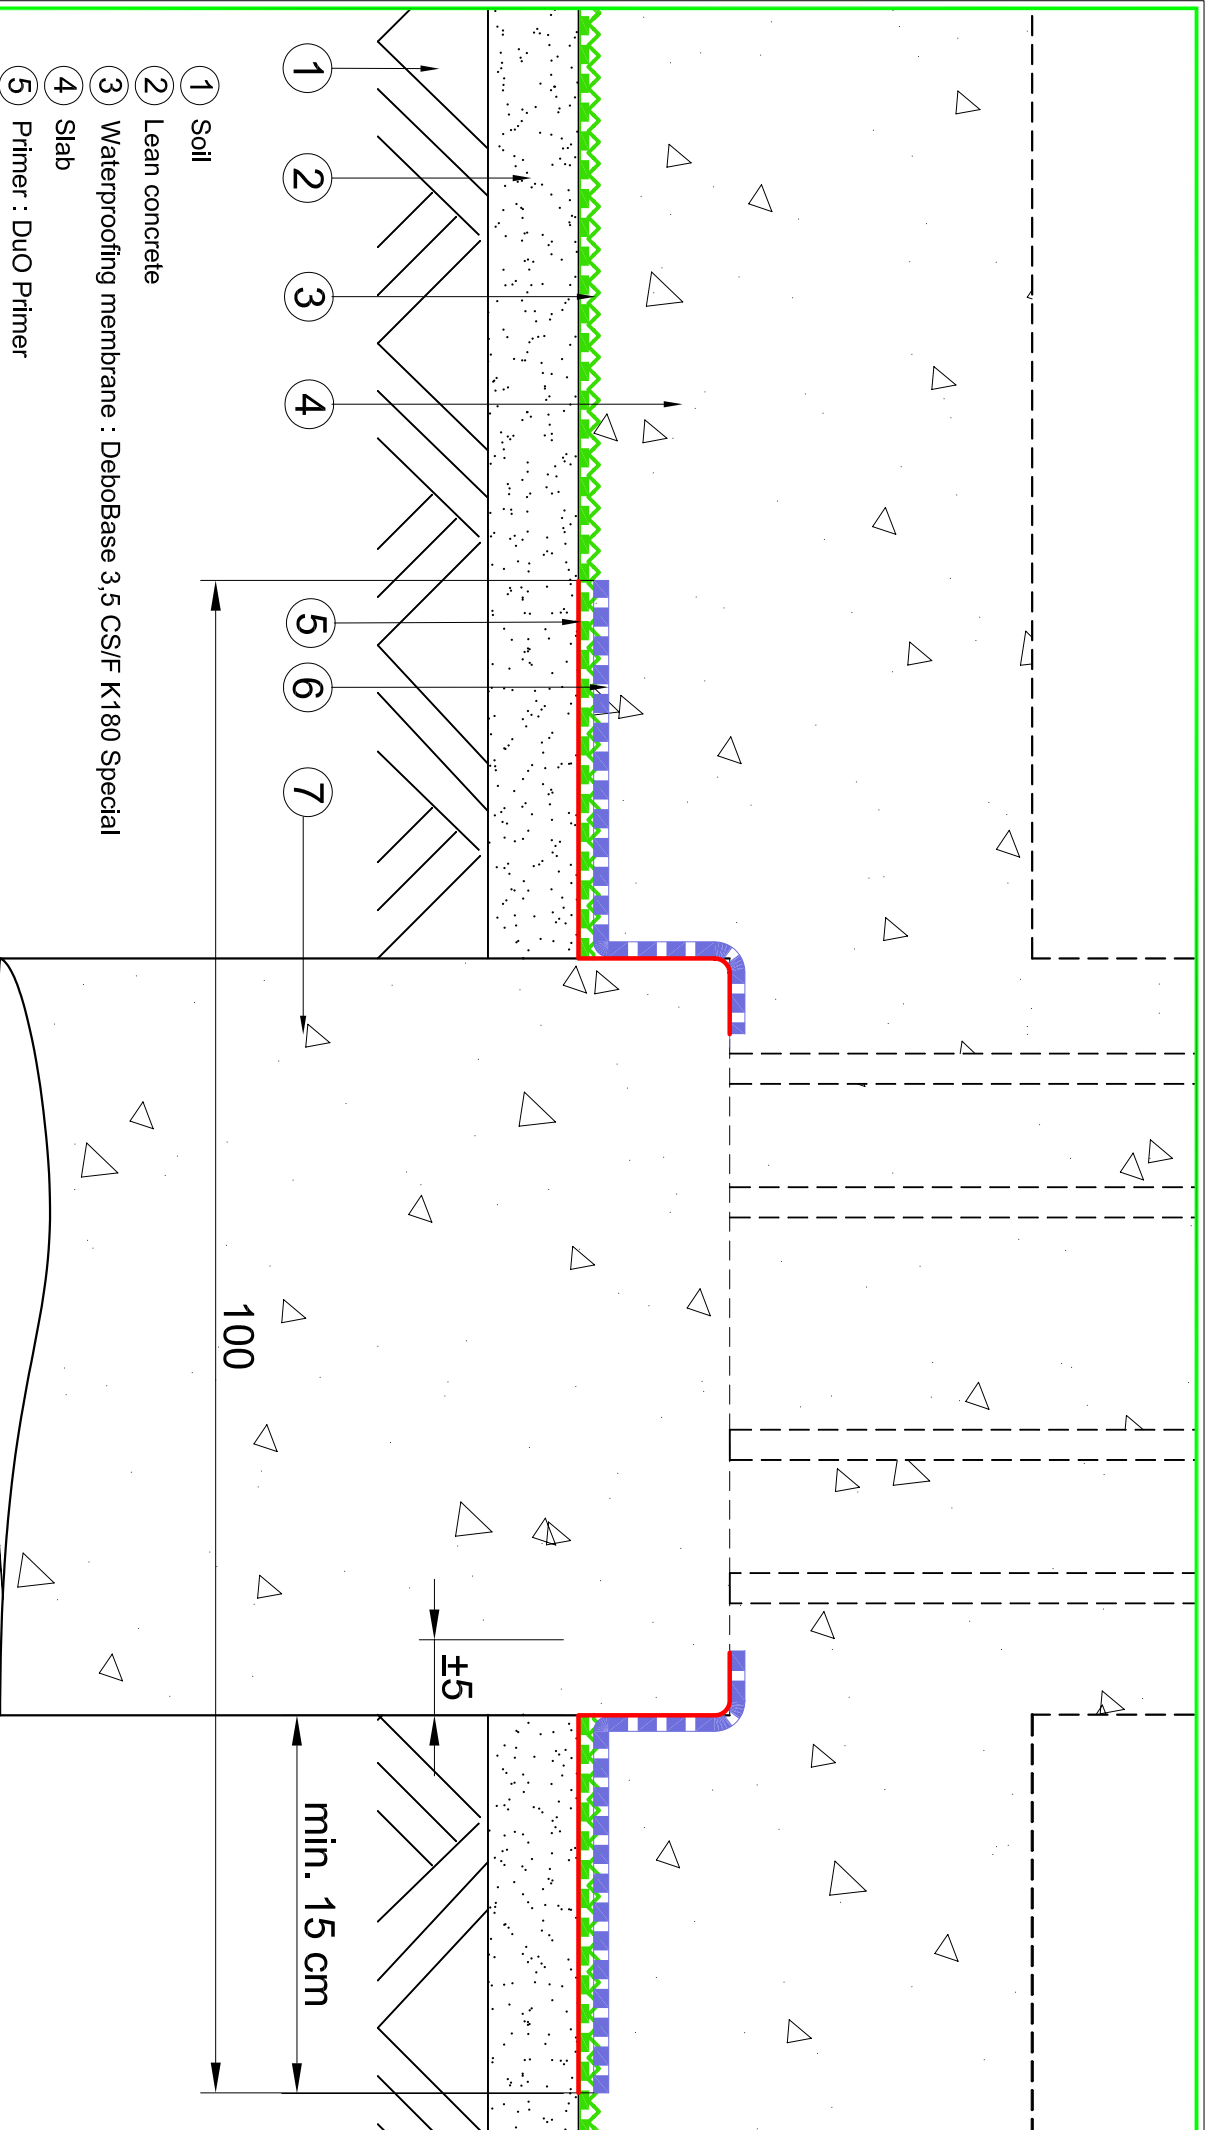 1
2
3
4
5
6
7
±5
min. 15 cm
100
1 Soil
2 Lean concrete
3 Waterproofing membrane : DeboBase 3,5 CS/F K180 Special
4 Slab
5 Primer : DuO Primer